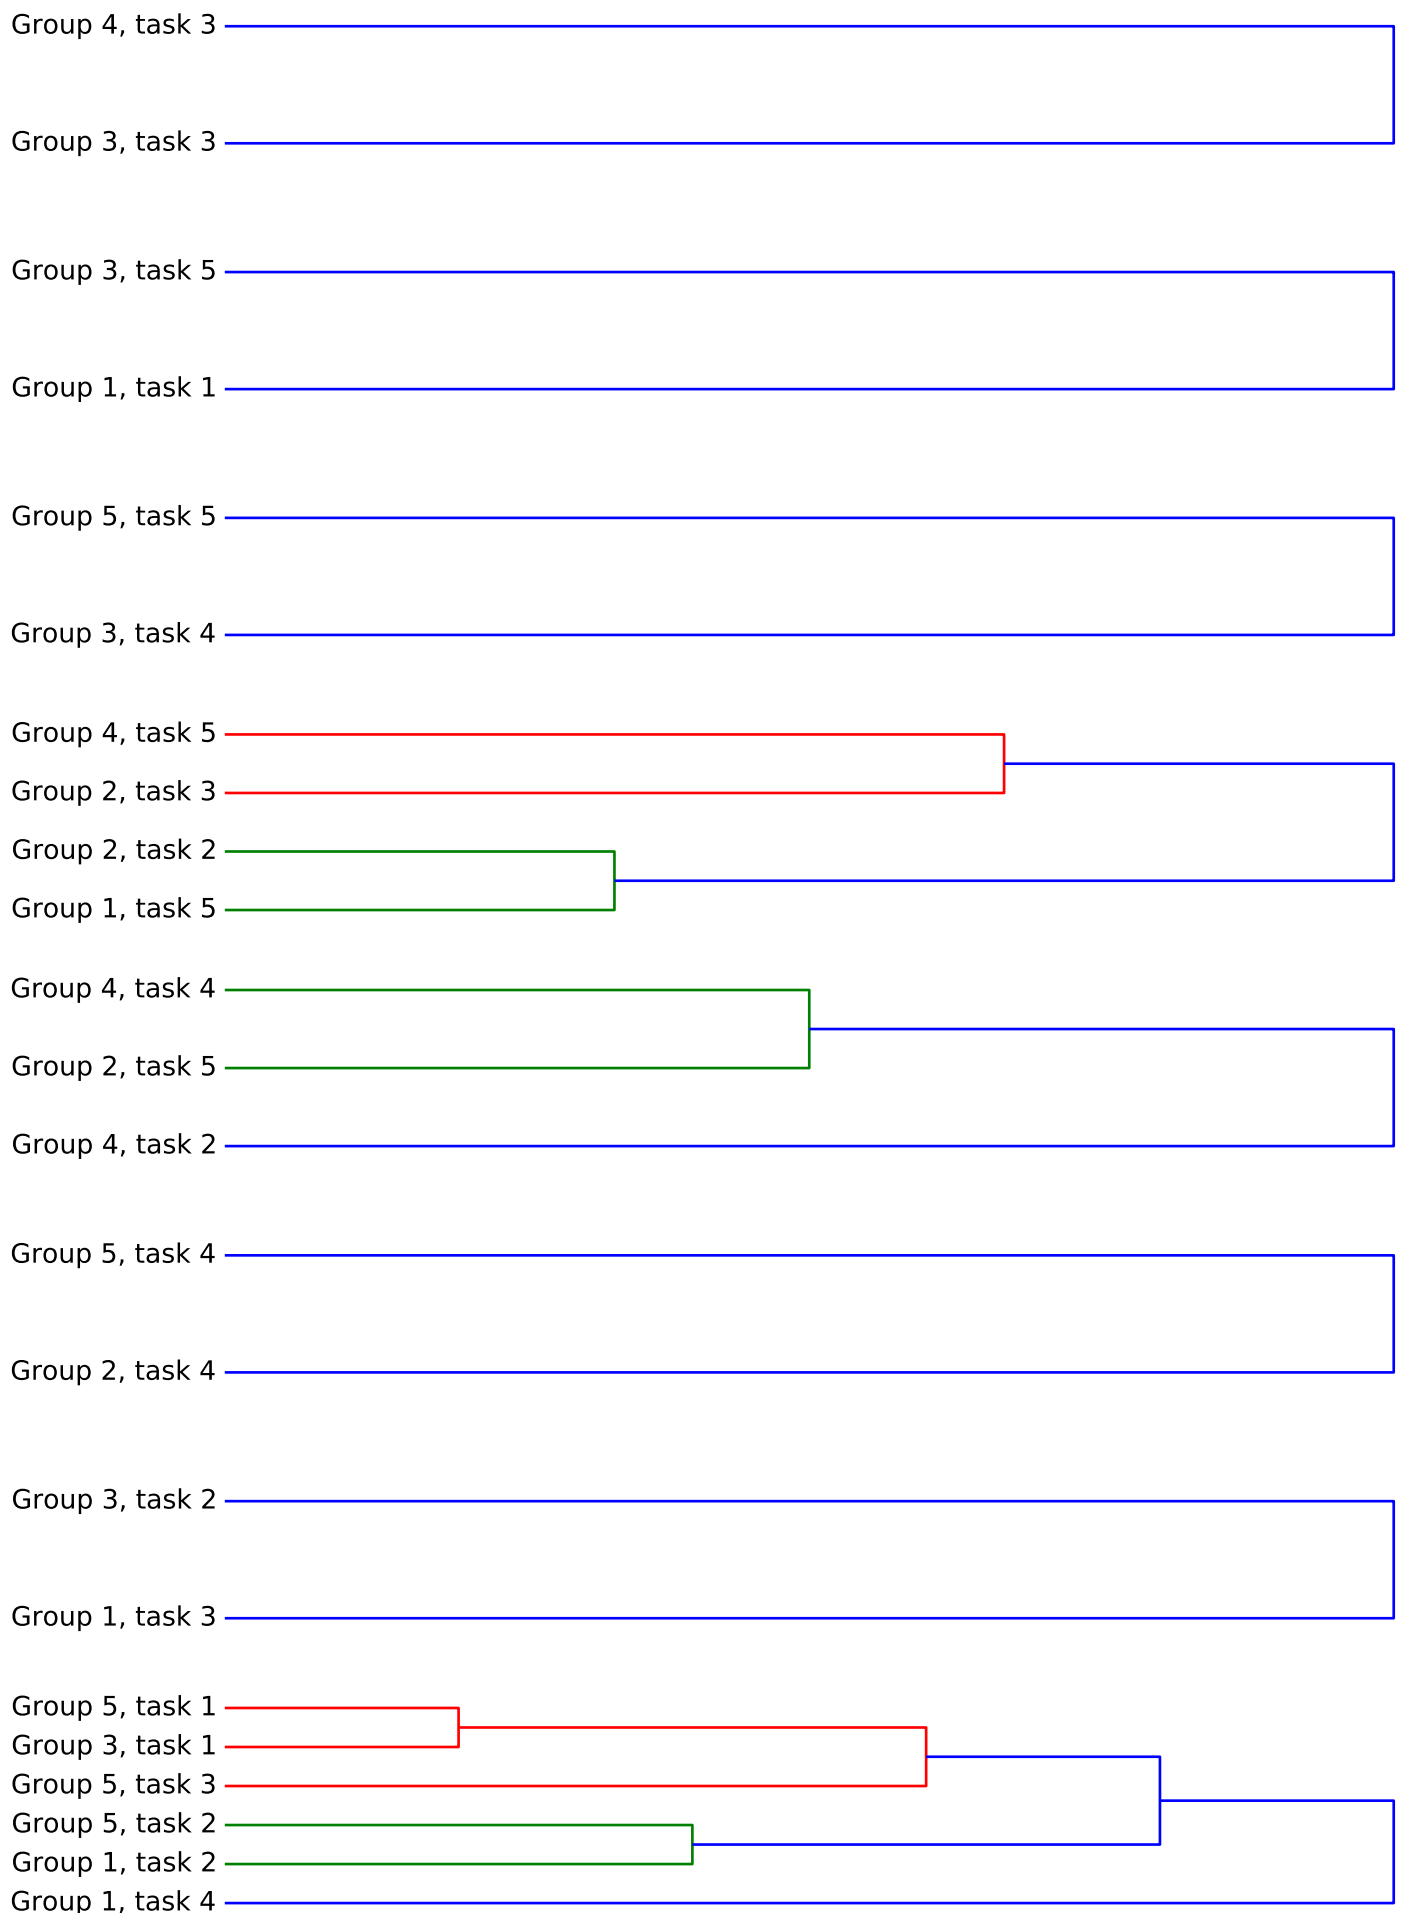 Group 4, task 3
Group 3, task 3
Group 3, task 5
Group 1, task 1
Group 5, task 5
Group 3, task 4
Group 4, task 5
Group 2, task 3
Group 2, task 2
Group 1, task 5
Group 4, task 4
Group 2, task 5
Group 4, task 2
Group 5, task 4
Group 2, task 4
Group 3, task 2
Group 1, task 3
Group 5, task 1
Group 3, task 1
Group 5, task 3
Group 5, task 2
Group 1, task 2
Group 1, task 4